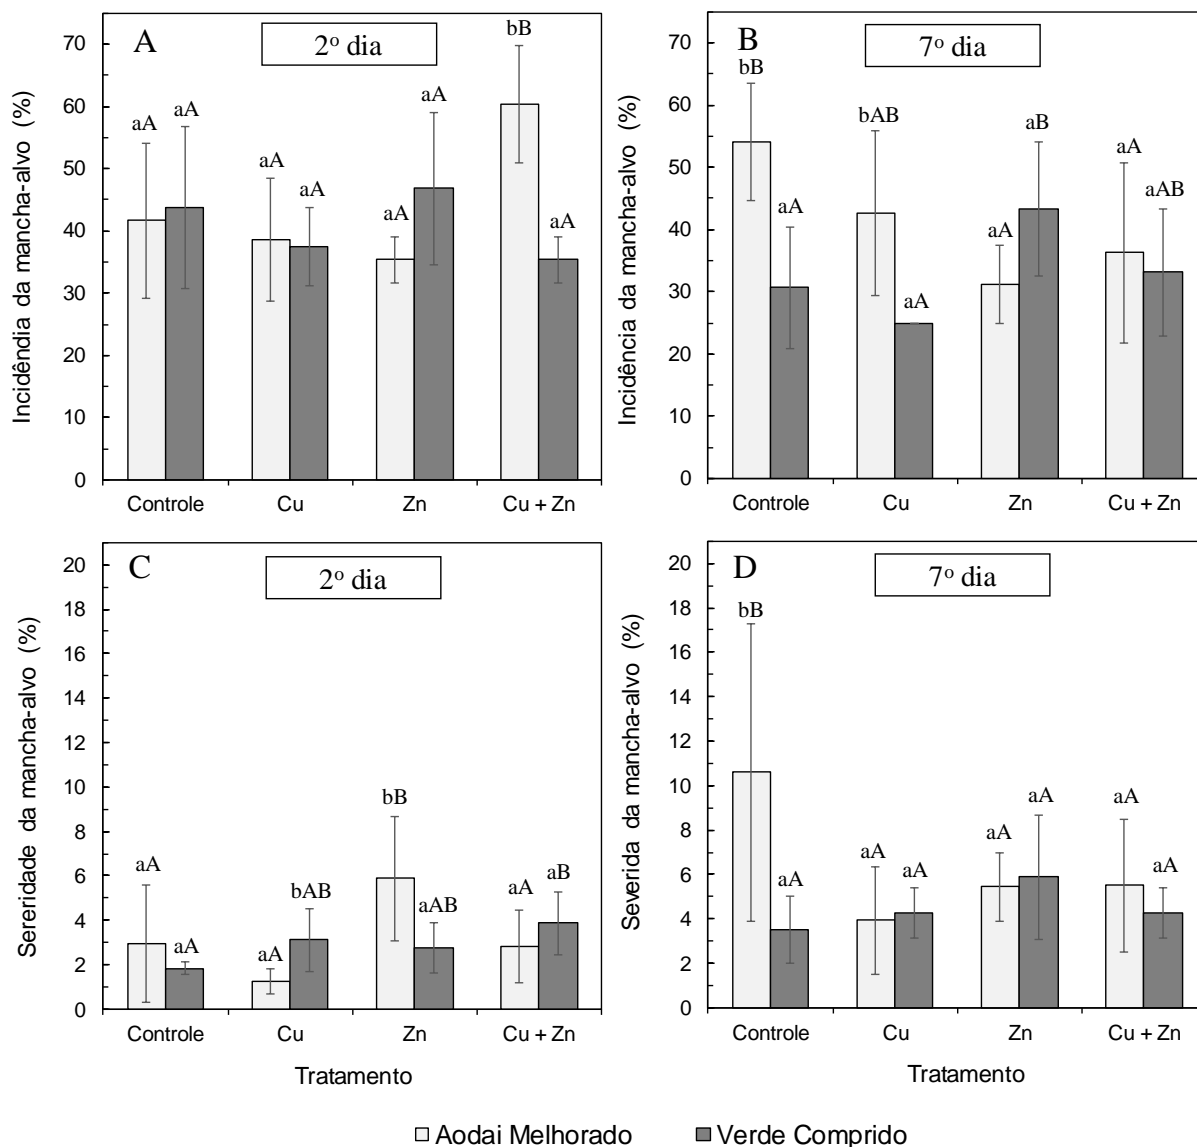 A
2º dia
Incidêndia da mancha-alvo (%)
70
60
50
40
30
20
10
0
aA
aA
aA
aA
aA
aA
bB
aA
Controle
Cu
Zn
Cu + Zn
B
7º dia
Incidência da mancha-alvo (%)
70
60
50
40
30
20
10
0
bB
aA
bAB
aA
aA
aB
aA
aAB
Controle
Cu
Zn
Cu + Zn
C
2º dia
Sereridade da mancha-alvo (%)
20
18
16
14
12
10
8
6
4
2
0
aA
aA
aA
bAB
bB
aAB
aA
aB
Controle
Cu
Zn
Cu + Zn
Tratamento
D
7º dia
Severida da mancha-alvo (%)
20
18
16
14
12
10
8
6
4
2
0
bB
aA
aA
aA
aA
aA
aA
aA
Controle
Cu
Zn
Cu + Zn
Tratamento
Aodai Melhorado
Verde Comprido